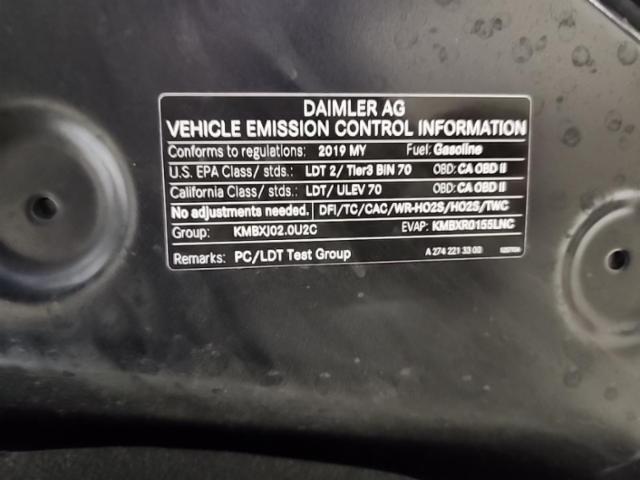 DAIMLER AG
VEHICLE EMISSION CONTROL INFORMATION
Conforms to regulations: 2019 MY Fuel: Gasoline
U.S. EPA Class/ stds.: LDT 2/ Tier3 BIN 70 OBD: CA OBD II
California Class/ stds.: LDT/ ULEV 70 OBD: CA OBD II
No adjustments needed. DFI/TC/CAC/WR-HO2S/HO2S/TWC
Group: KMBXJ02.0U2C EVAP: KMBXR0155LNC
Remarks: PC/LDT Test Group A 274 221 33 00